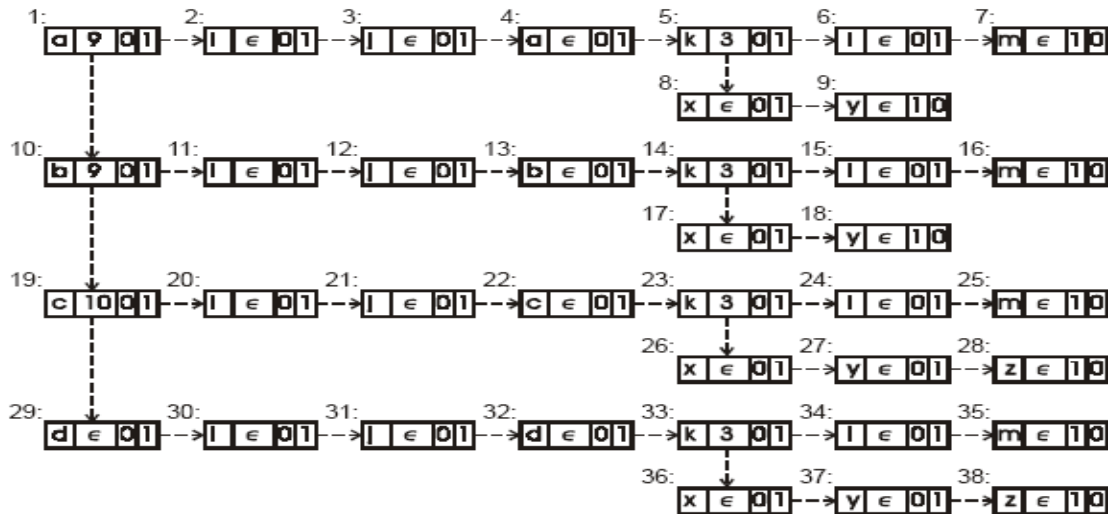 1: 2: 3: 4: 5: 6: 7:
a 9 0 1 i ϵ 0 1 j ϵ 0 1 a ϵ 0 1 k 3 0 1 l ϵ 0 1 m ϵ 1 0
8: 9:
x ϵ 0 1 y ϵ 1 0
10: 11: 12: 13: 14: 15: 16:
b 9 0 1 i ϵ 0 1 j ϵ 0 1 b ϵ 0 1 k 3 0 1 l ϵ 0 1 m ϵ 1 0
17: 18:
x ϵ 0 1 y ϵ 1 0
19: 20: 21: 22: 23: 24: 25:
c 10 0 1 i ϵ 0 1 j ϵ 0 1 c ϵ 0 1 k 3 0 1 l ϵ 0 1 m ϵ 1 0
26: 27: 28:
x ϵ 0 1 y ϵ 0 1 z ϵ 1 0
29: 30: 31: 32: 33: 34: 35:
d ϵ 0 1 i ϵ 0 1 j ϵ 0 1 d ϵ 0 1 k 3 0 1 l ϵ 0 1 m ϵ 1 0
36: 37: 38:
x ϵ 0 1 y ϵ 0 1 z ϵ 1 0